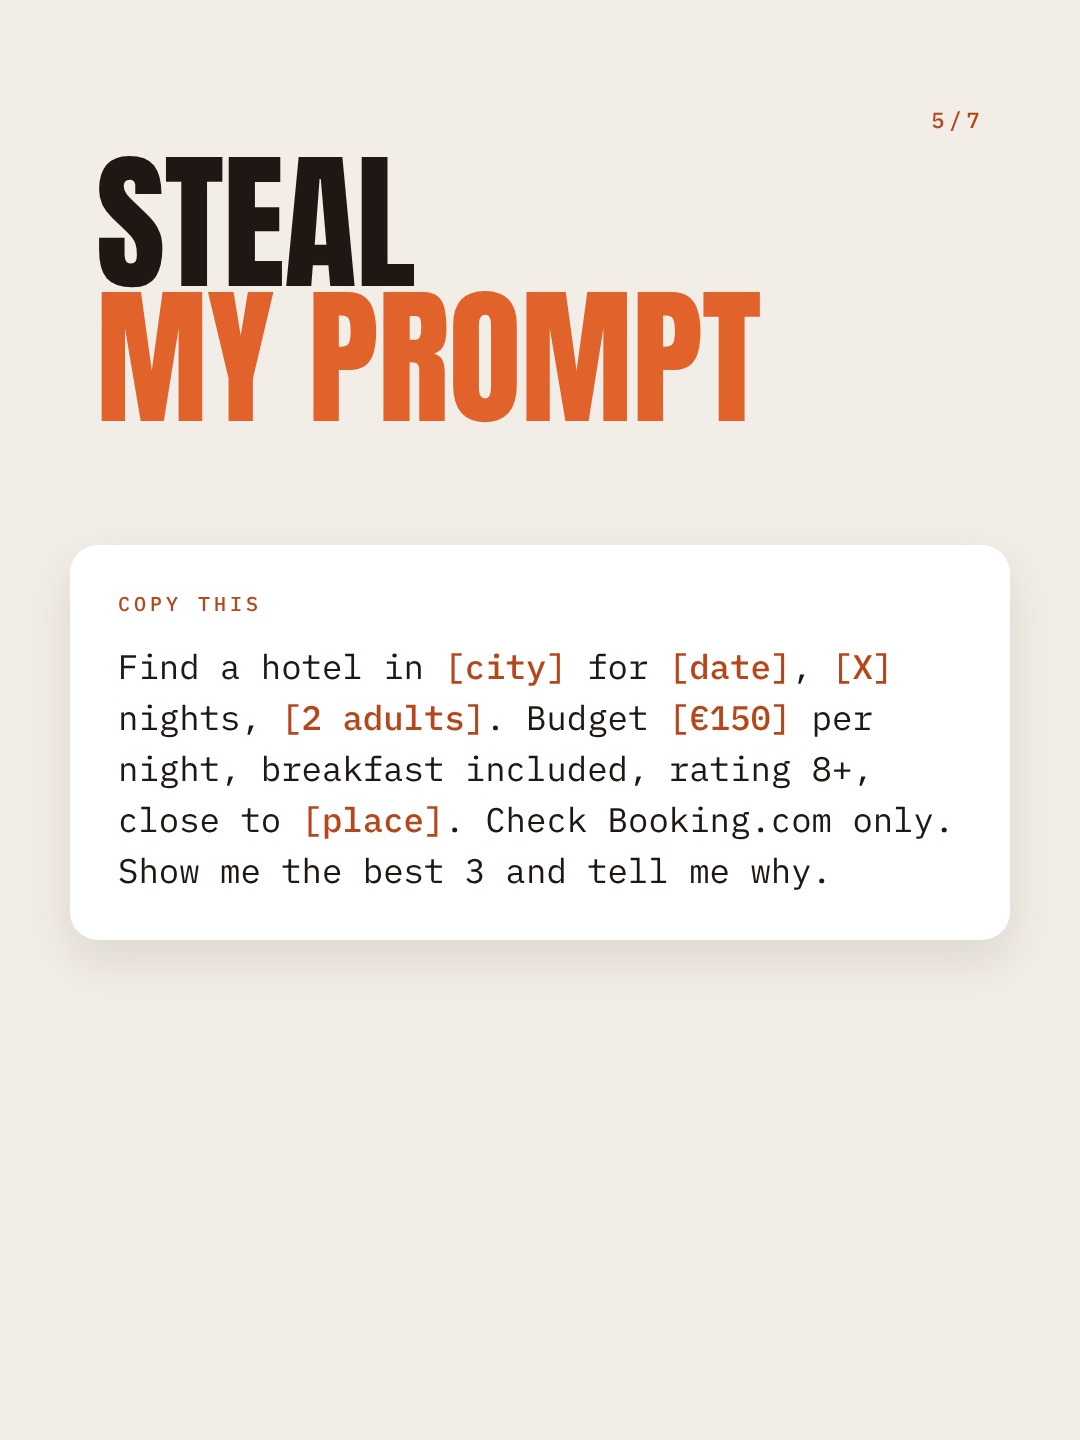 5/7
STEAL
MY PROMPT
COPY THIS
Find a hotel in [city] for [date], [X]
nights, [2 adults]. Budget [€150] per
night, breakfast included, rating 8+,
close to [place]. Check Booking.com only.
Show me the best 3 and tell me why.